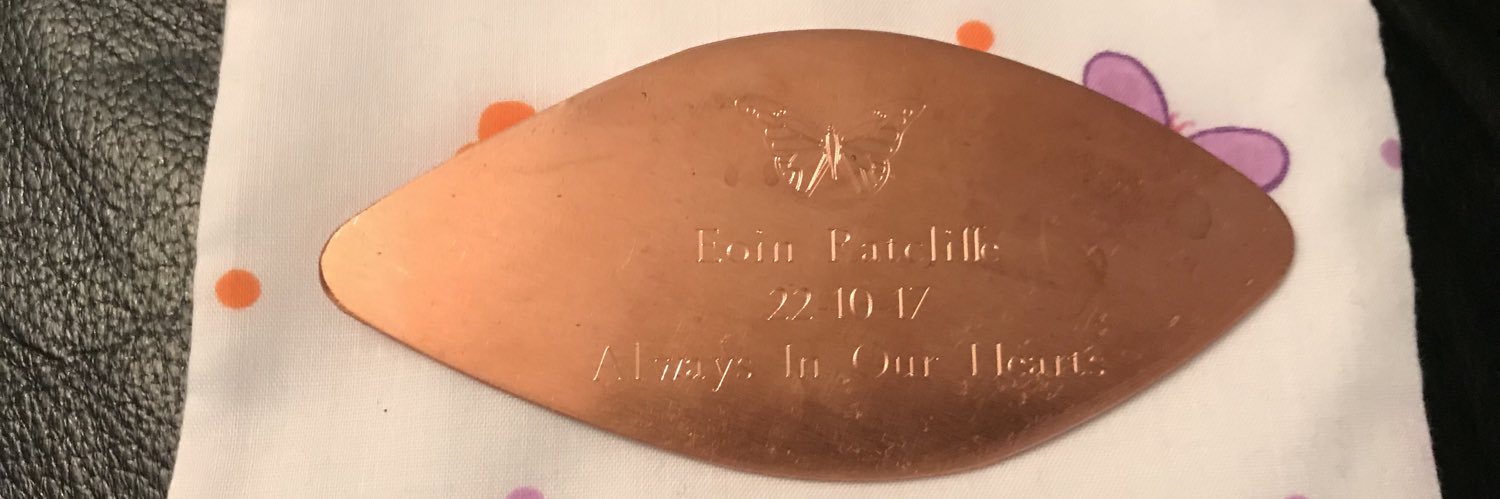 Eoin Ratcliffe
22 10 17
Always In Our Hearts